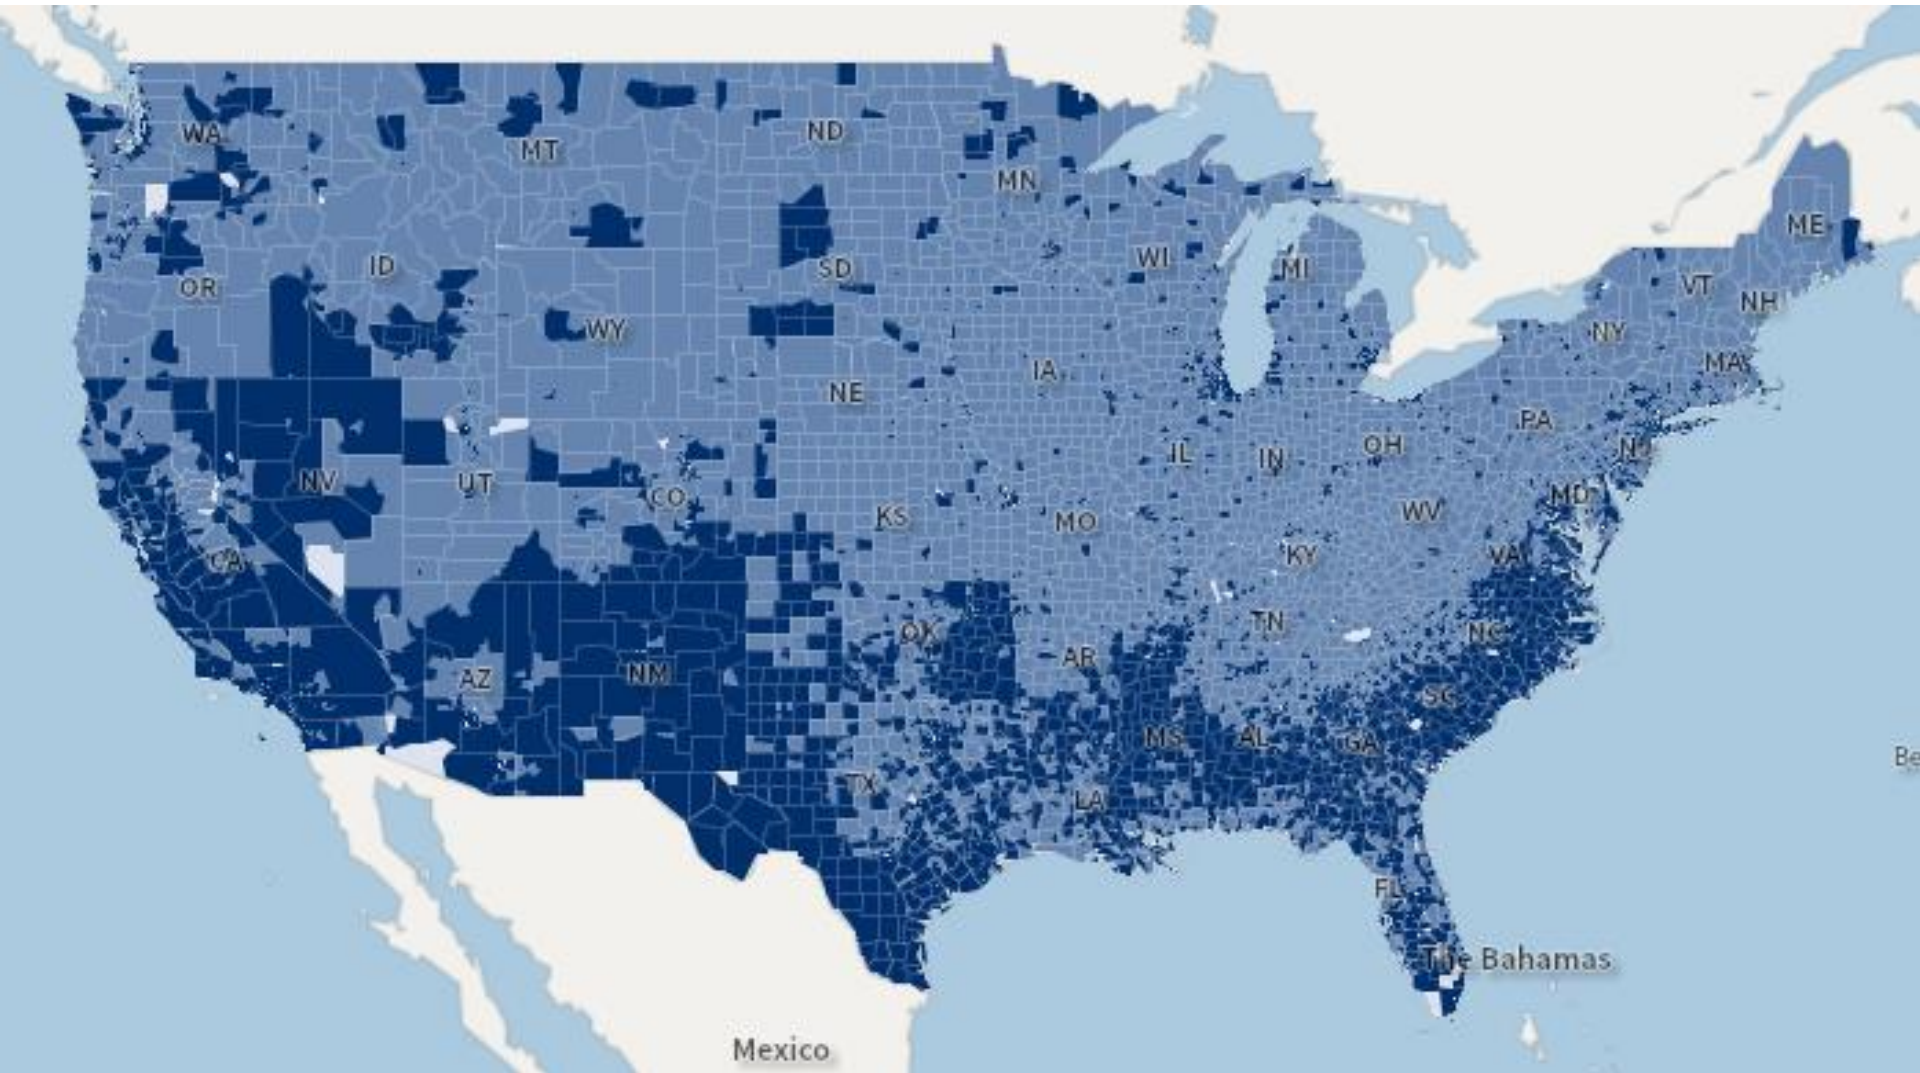 WA
MT
ND
MN
ME
OR
ID
SD
WI
MI
VT
NH
WY
NY
MA
NE
IA
PA
NV
UT
CO
IL
IN
OH
NJ
KS
MO
WV
MD
CA
KY
VA
OK
TN
NC
AZ
NM
AR
SC
MS
AL
GA
TX
LA
Be
FL
The Bahamas
Mexico